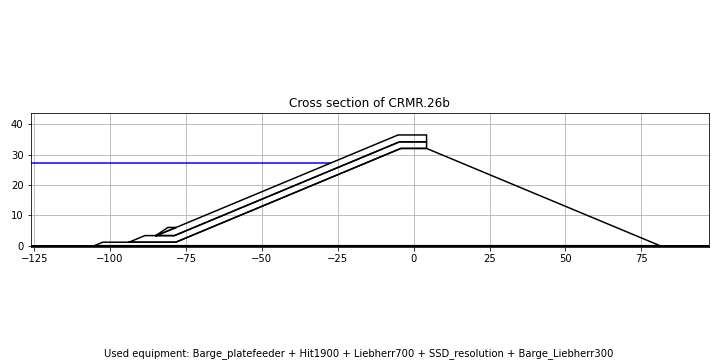 Cross section of CRMR.26b
40
30
20
10
0
−125 −100 −75 −50 −25 0 25 50 75
Used equipment: Barge_platefeeder + Hit1900 + Liebherr700 + SSD_resolution + Barge_Liebherr300